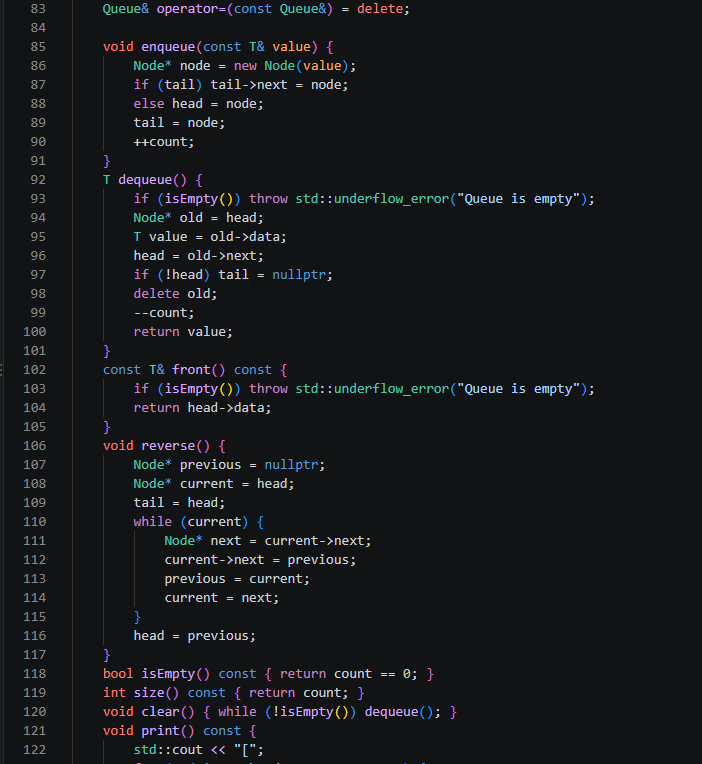 83 Queue& operator=(const Queue&) = delete;
84
85 void enqueue(const T& value) {
86 Node* node = new Node(value);
87 if (tail) tail->next = node;
88 else head = node;
89 tail = node;
90 ++count;
91 }
92 T dequeue() {
93 if (isEmpty()) throw std::underflow_error("Queue is empty");
94 Node* old = head;
95 T value = old->data;
96 head = old->next;
97 if (!head) tail = nullptr;
98 delete old;
99 --count;
100 return value;
101 }
102 const T& front() const {
103 if (isEmpty()) throw std::underflow_error("Queue is empty");
104 return head->data;
105 }
106 void reverse() {
107 Node* previous = nullptr;
108 Node* current = head;
109 tail = head;
110 while (current) {
111 Node* next = current->next;
112 current->next = previous;
113 previous = current;
114 current = next;
115 }
116 head = previous;
117 }
118 bool isEmpty() const { return count == 0; }
119 int size() const { return count; }
120 void clear() { while (!isEmpty()) dequeue(); }
121 void print() const {
122 std::cout << "[";